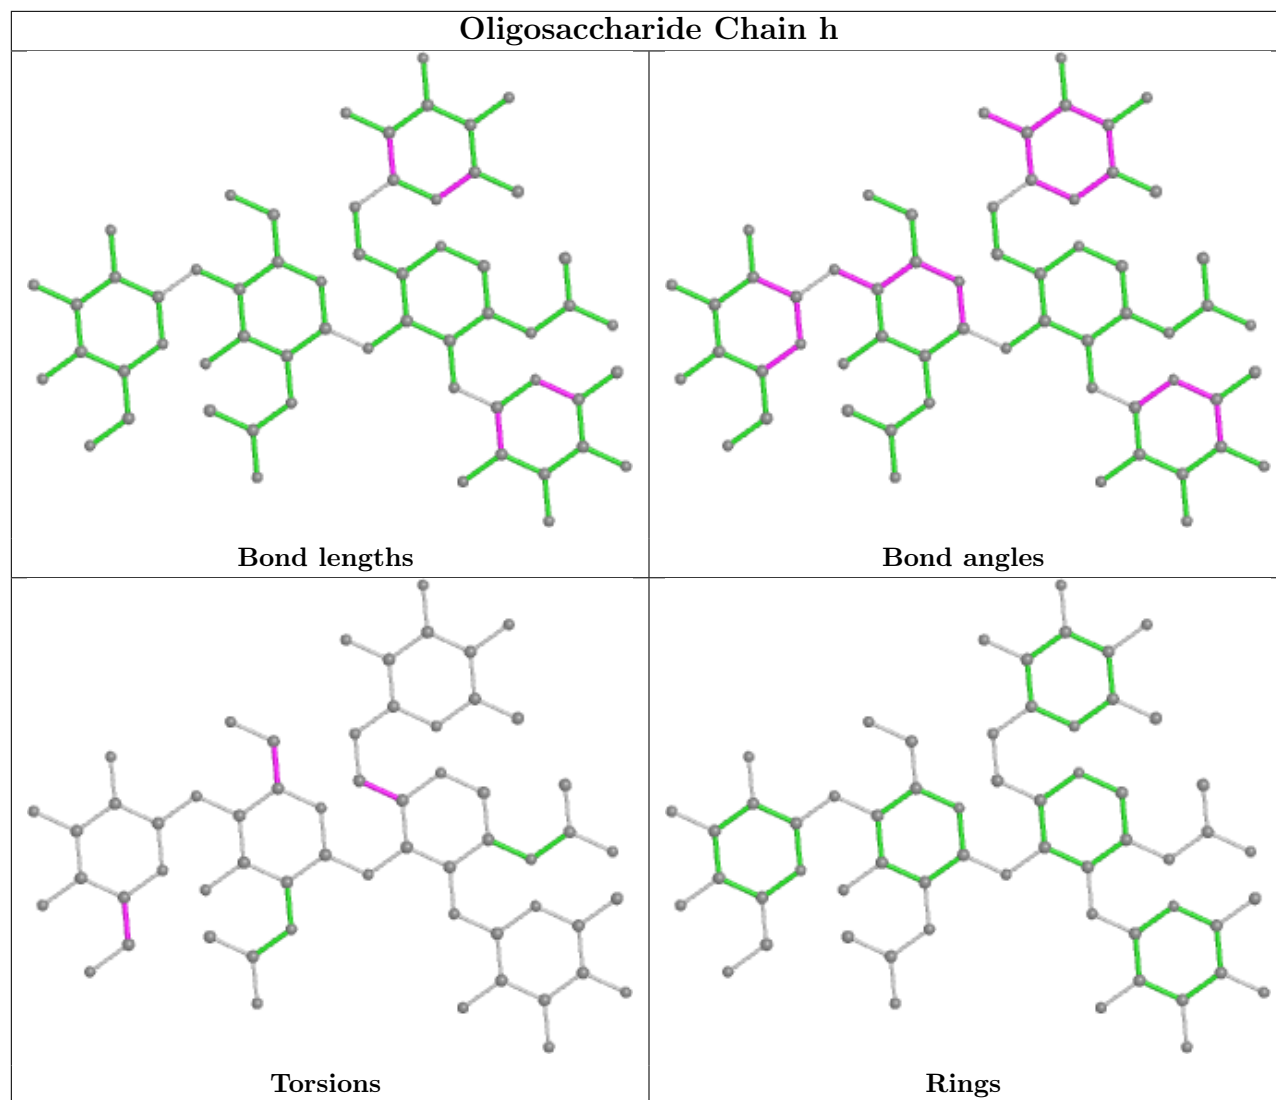 Oligosaccharide Chain h
Bond lengths
Bond angles
Torsions
Rings